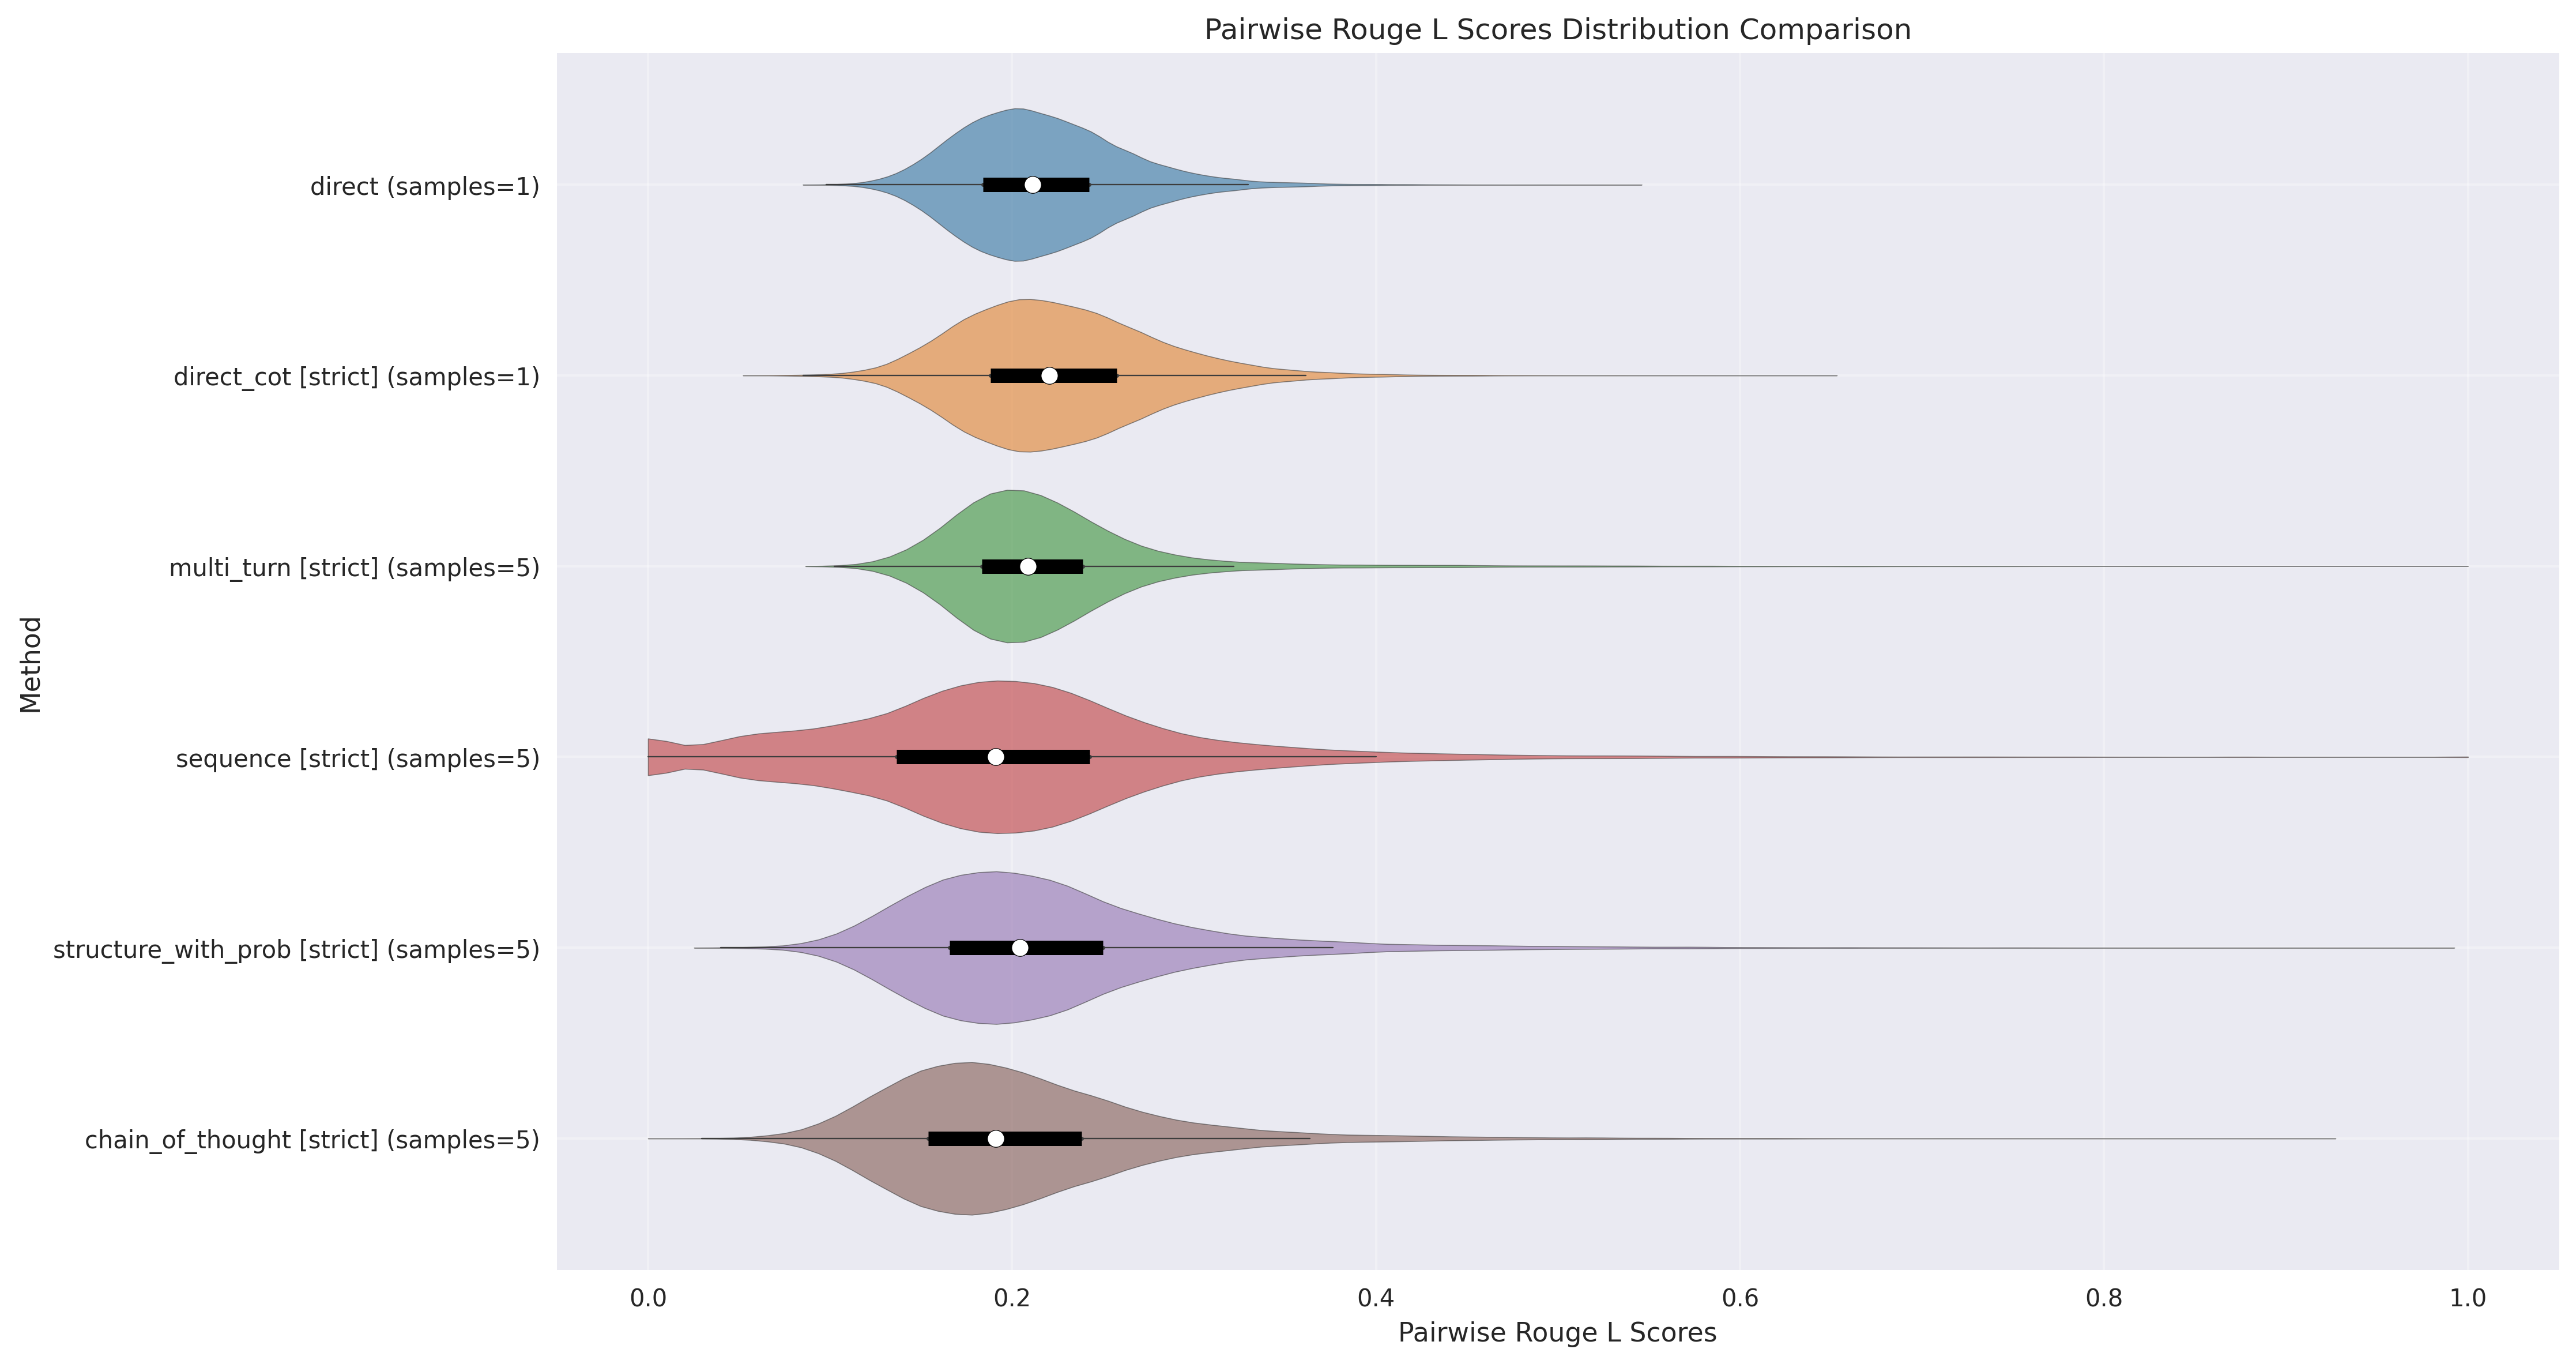 Pairwise Rouge L Scores Distribution Comparison
direct (samples=1)
direct_cot [strict] (samples=1)
multi_turn [strict] (samples=5)
sequence [strict] (samples=5)
structure_with_prob [strict] (samples=5)
chain_of_thought [strict] (samples=5)
Method
0.0 0.2 0.4 0.6 0.8 1.0
Pairwise Rouge L Scores